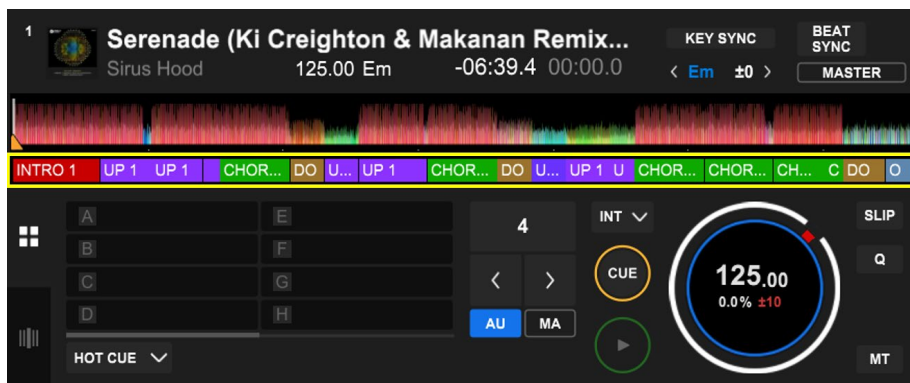 1
Serenade (Ki Creighton & Makanan Remix...
Sirus Hood 125.00 Em -06:39.4 00:00.0
KEY SYNC
BEAT SYNC
< Em ±0 >
MASTER
INTRO 1 UP 1 UP 1 CHOR... DO U... UP 1 CHOR... DO U... UP 1 U CHOR... CHOR... CH... C DO O
A E
B F
C G
D H
HOT CUE
4
< >
AU MA
INT
CUE
125.00
0.0% ±10
SLIP
Q
MT